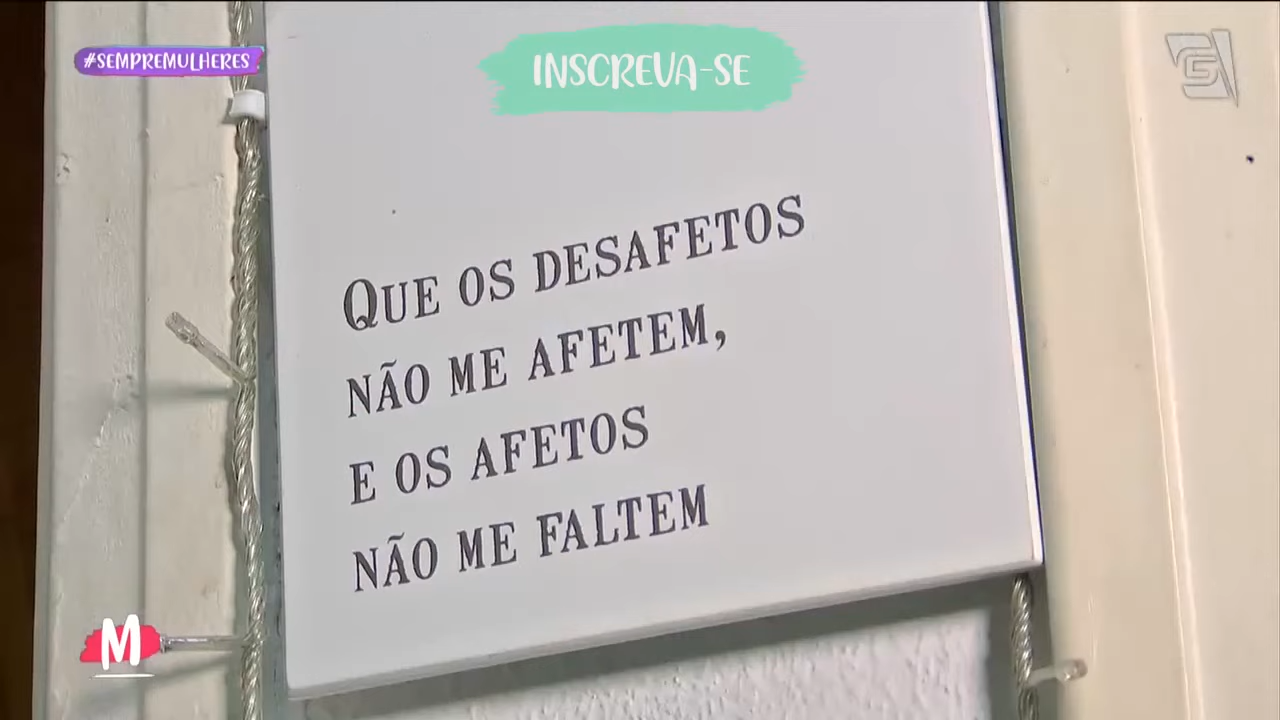 #SEMPREMULHERES
INSCREVA-SE
G
QUE OS DESAFETOS
NÃO ME AFETEM,
E OS AFETOS
NÃO ME FALTEM
M